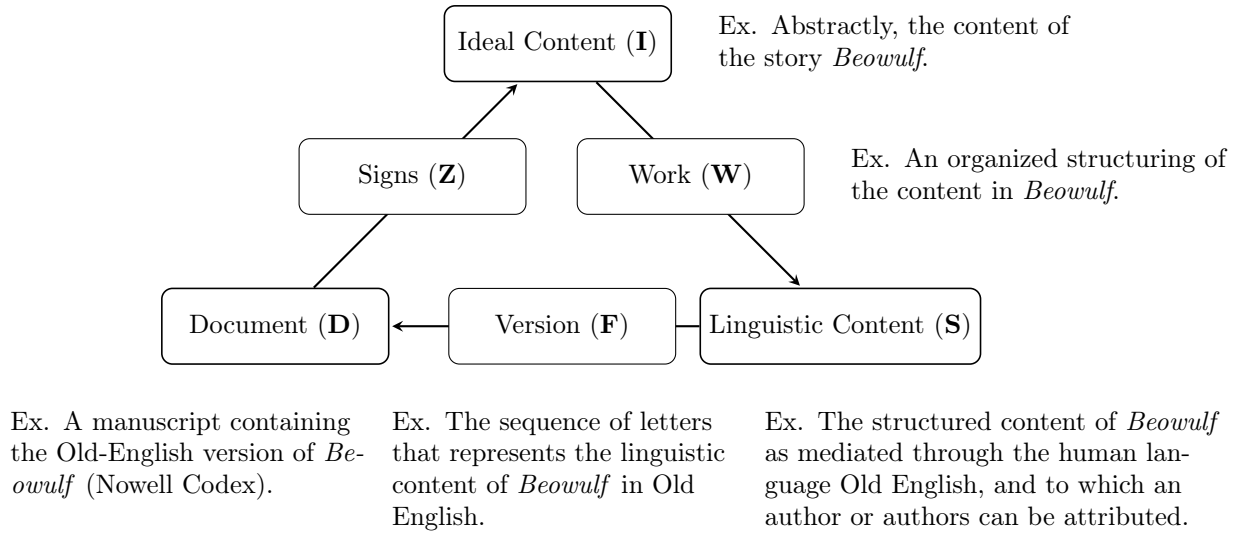 Ideal Content (I)
Ex. Abstractly, the content of
the story Beowulf.
Signs (Z)
Work (W)
Ex. An organized structuring of
the content in Beowulf.
Document (D)
Version (F)
Linguistic Content (S)
Ex. A manuscript containing
the Old-English version of Be-
owulf (Nowell Codex).
Ex. The sequence of letters
that represents the linguistic
content of Beowulf in Old
English.
Ex. The structured content of Beowulf
as mediated through the human lan-
guage Old English, and to which an
author or authors can be attributed.